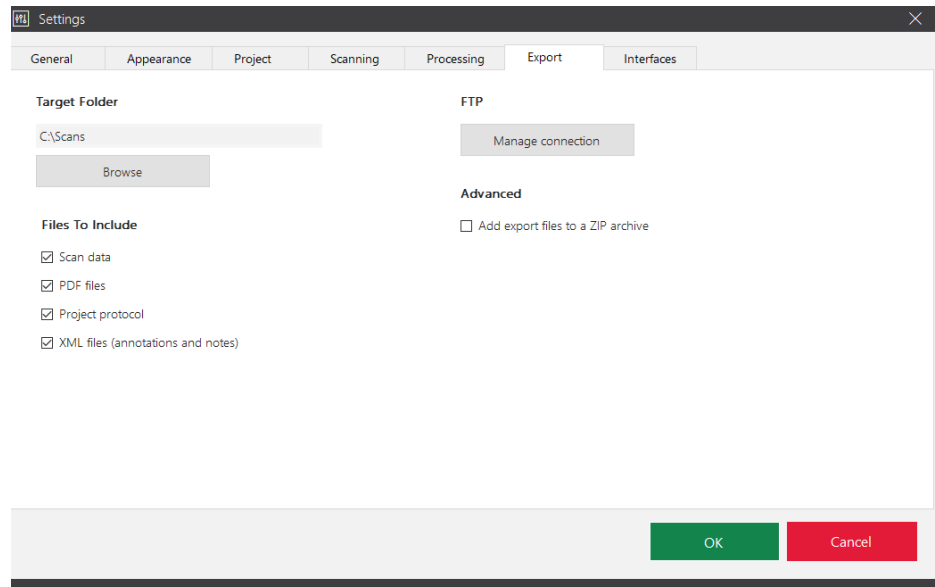 Settings
General
Appearance
Project
Scanning
Processing
Export
Interfaces
Target Folder
C:\Scans
Browse
Files To Include
Scan data
PDF files
Project protocol
XML files (annotations and notes)
FTP
Manage connection
Advanced
Add export files to a ZIP archive
OK
Cancel